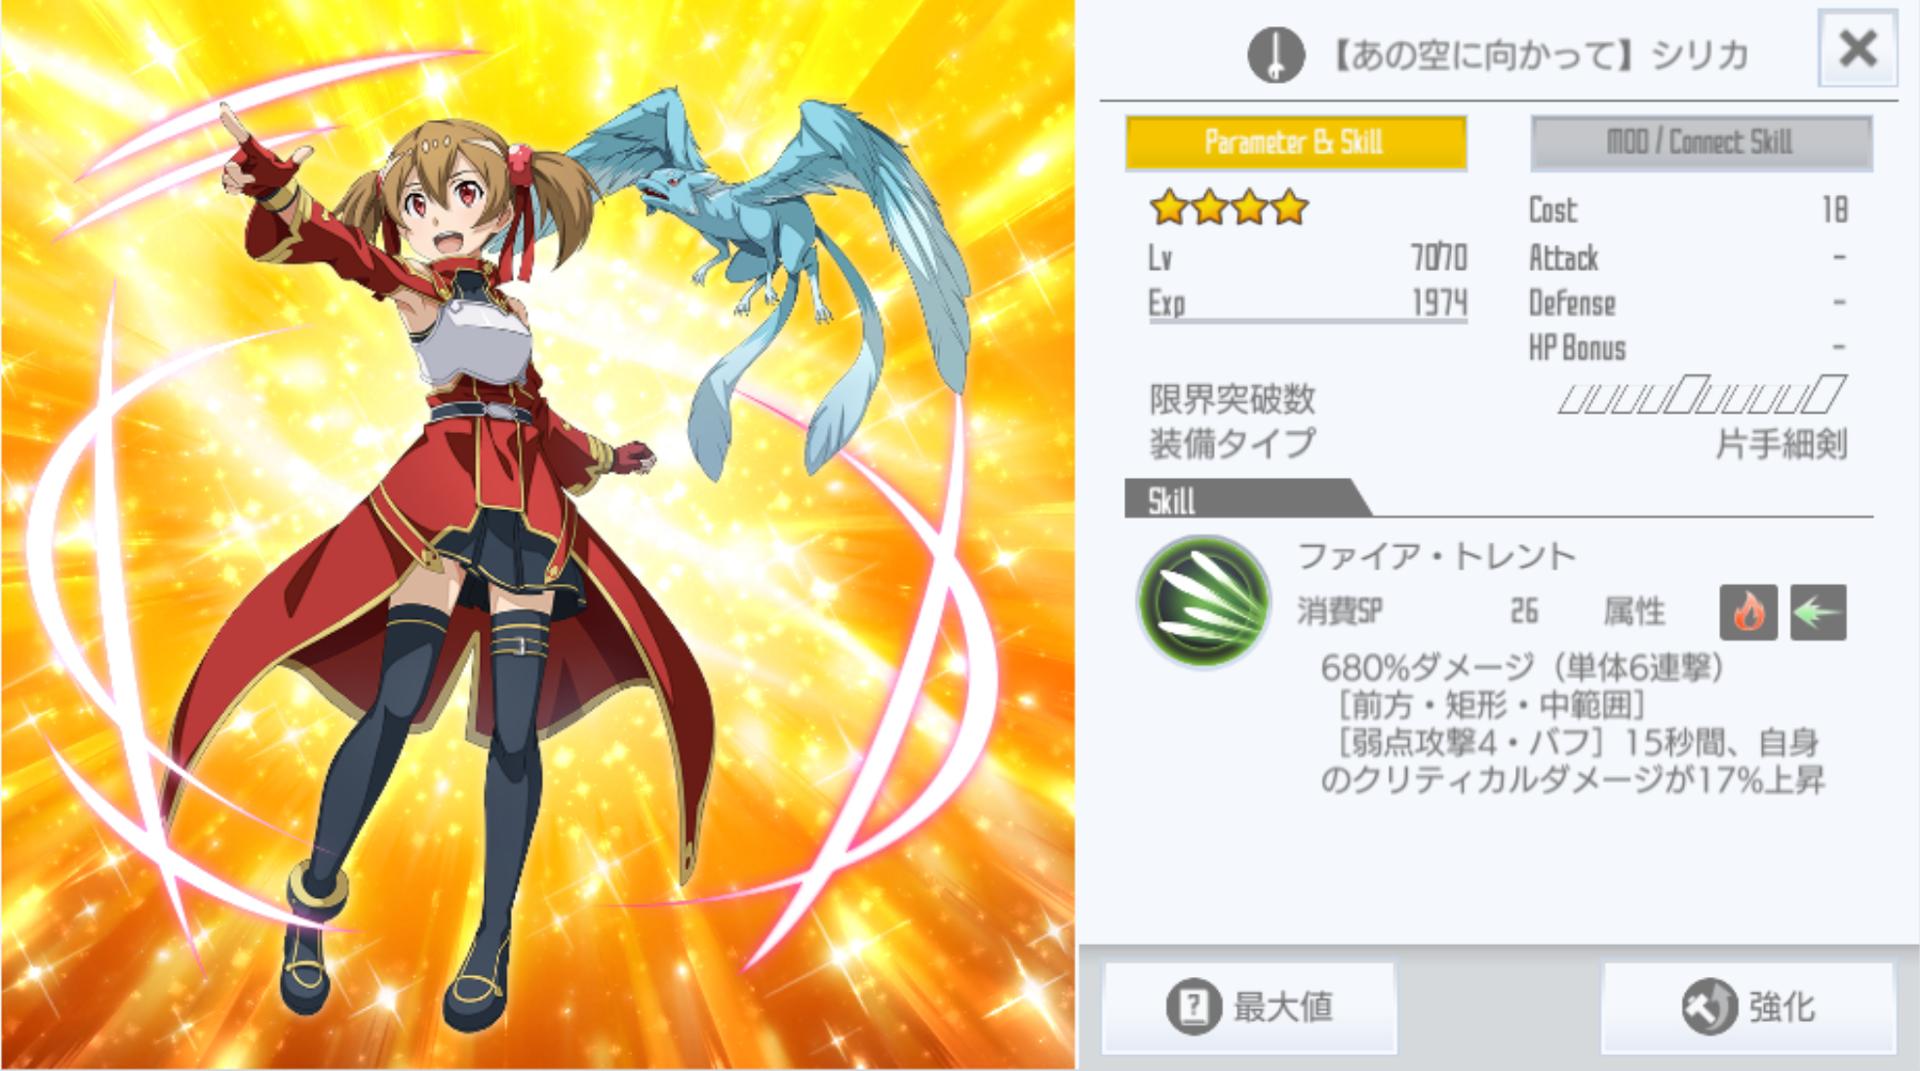 【あの空に向かって】シリカ
Parameter & Skill
MOD / Connect Skill
Lv 70/70
Exp 1974
Cost 18
Attack -
Defense -
HP Bonus -
限界突破数
装備タイプ 片手細剣
Skill
ファイア・トレント
消費SP 26 属性
680%ダメージ（単体6連撃）
［前方・矩形・中範囲］
［弱点攻撃4・バフ］15秒間、自身
のクリティカルダメージが17%上昇
最大値
強化